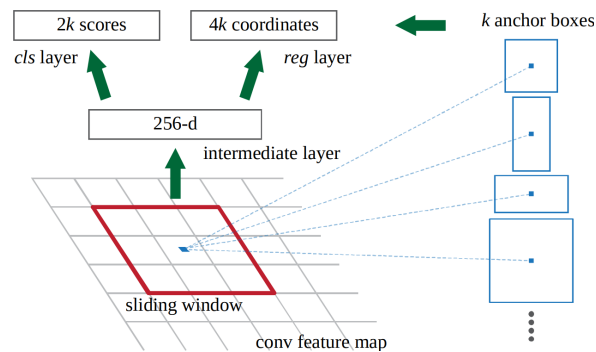 2k scores
4k coordinates
k anchor boxes
cls layer
reg layer
256-d
intermediate layer
sliding window
conv feature map